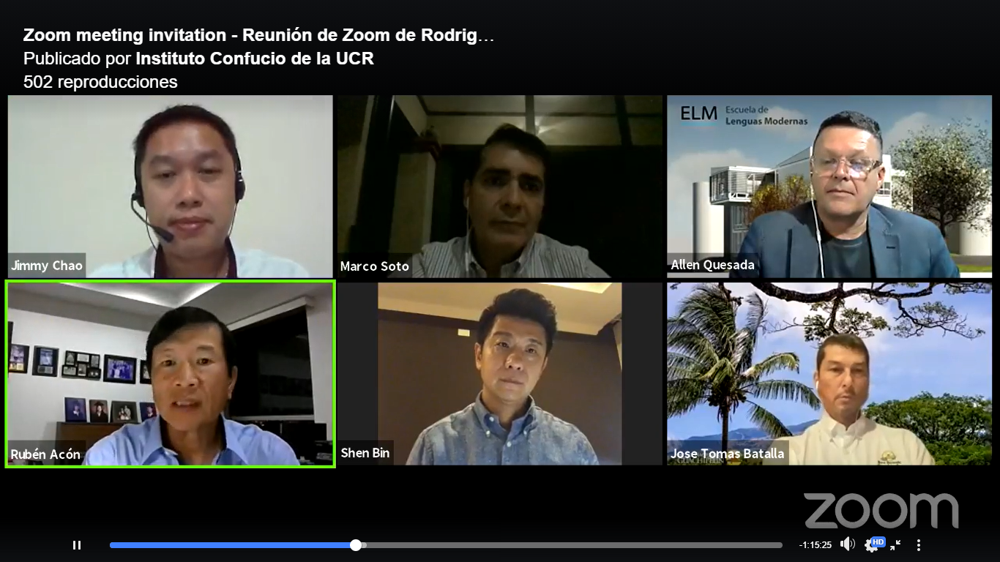 Zoom meeting invitation - Reunión de Zoom de Rodrig...
Publicado por Instituto Confucio de la UCR
502 reproducciones
Jimmy Chao
Marco Soto
ELM
Escuela de
Lenguas Modernas
Allen Quesada
Rubén Acón
Shen Bin
Jose Tomas Batalla
zoom
-1:15:25
HD